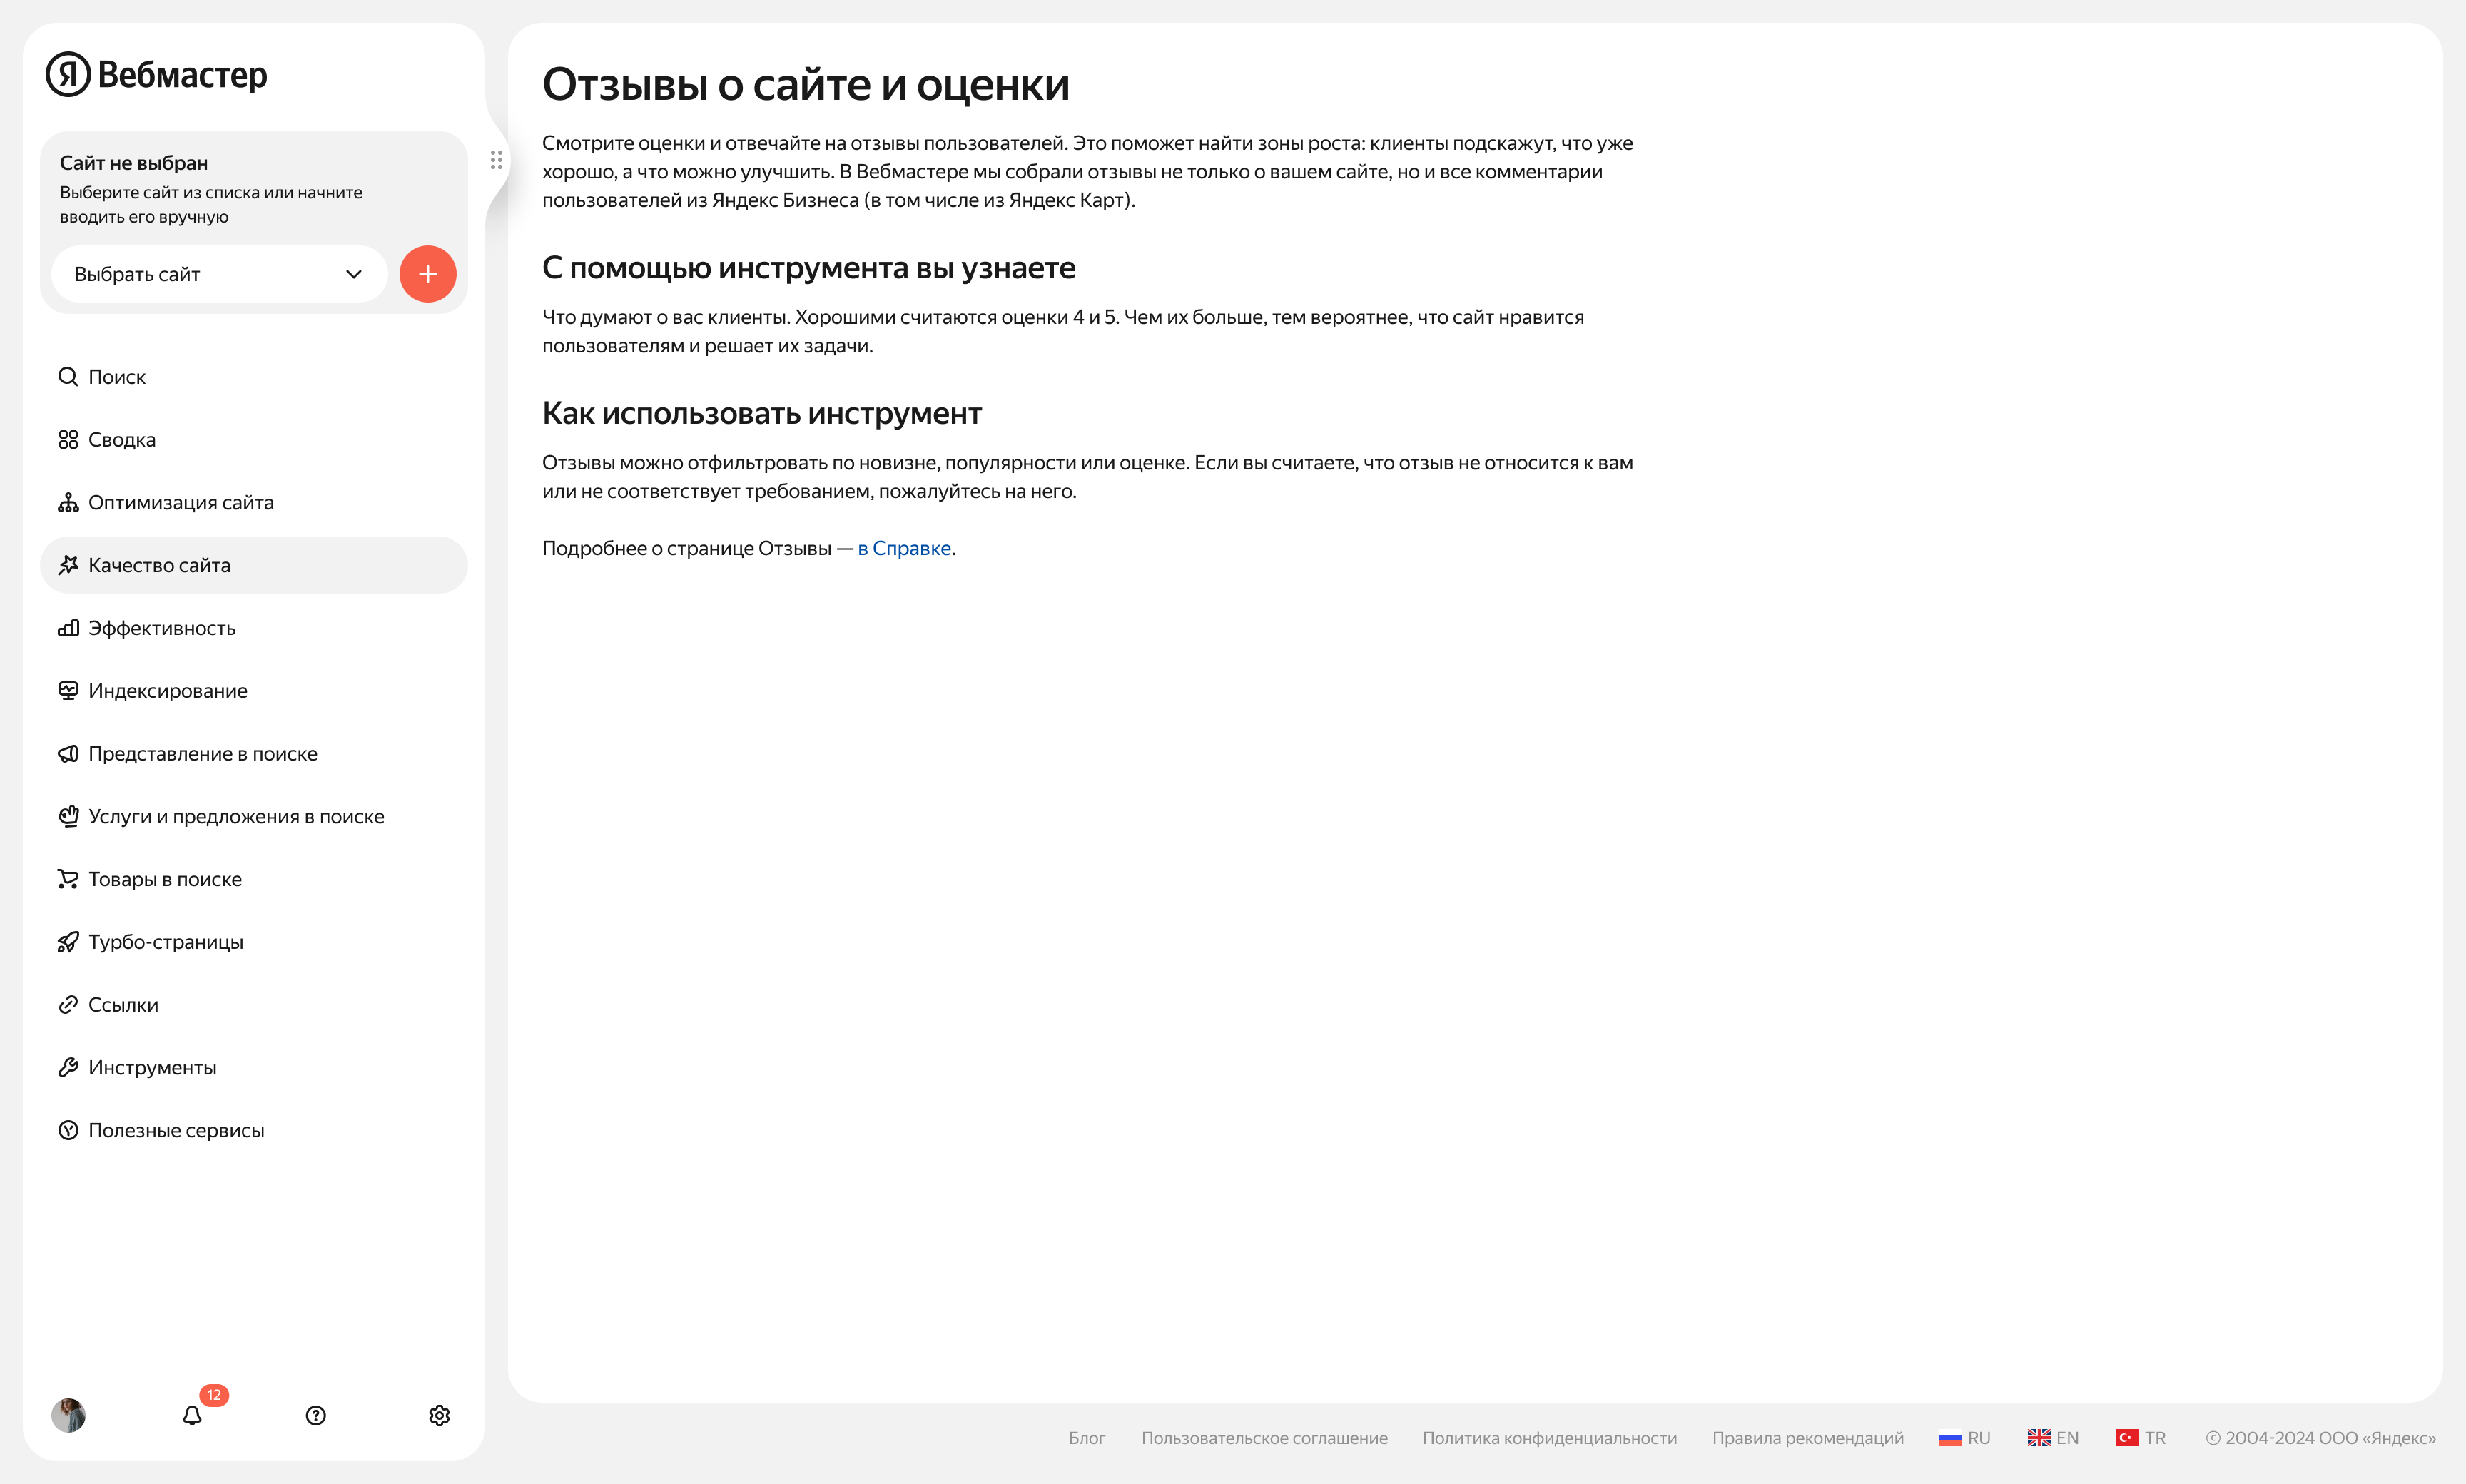 Я Вебмастер
Сайт не выбран
Выберите сайт из списка или начните
вводить его вручную
Выбрать сайт
Поиск
Сводка
Оптимизация сайта
Качество сайта
Эффективность
Индексирование
Представление в поиске
Услуги и предложения в поиске
Товары в поиске
Турбо-страницы
Ссылки
Инструменты
Полезные сервисы
12
Отзывы о сайте и оценки
Смотрите оценки и отвечайте на отзывы пользователей. Это поможет найти зоны роста: клиенты подскажут, что уже
хорошо, а что можно улучшить. В Вебмастере мы собрали отзывы не только о вашем сайте, но и все комментарии
пользователей из Яндекс Бизнеса (в том числе из Яндекс Карт).
С помощью инструмента вы узнаете
Что думают о вас клиенты. Хорошими считаются оценки 4 и 5. Чем их больше, тем вероятнее, что сайт нравится
пользователям и решает их задачи.
Как использовать инструмент
Отзывы можно отфильтровать по новизне, популярности или оценке. Если вы считаете, что отзыв не относится к вам
или не соответствует требованием, пожалуйтесь на него.
Подробнее о странице Отзывы — в Справке.
Блог Пользовательское соглашение Политика конфиденциальности Правила рекомендаций RU EN TR © 2004-2024 ООО «Яндекс»